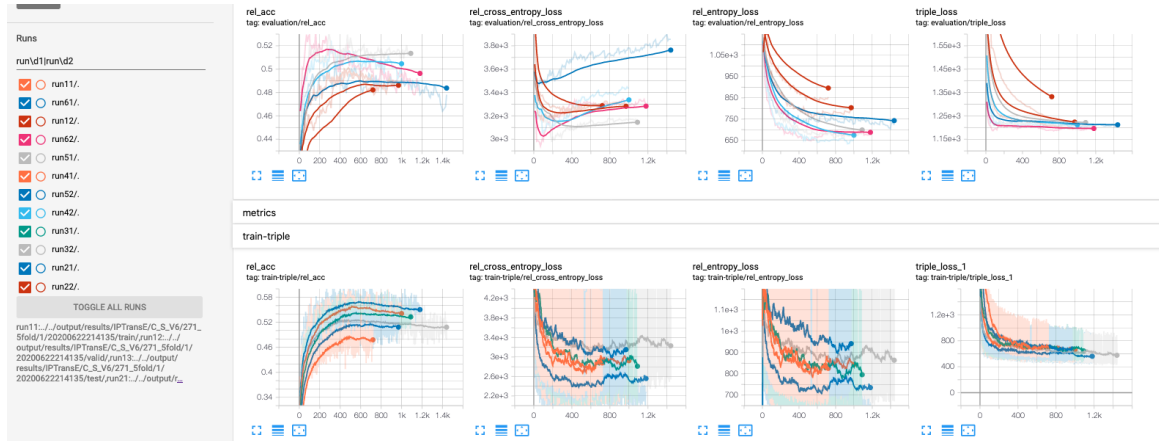 Runs
run\d1|run\d2
run11/.
run61/.
run12/.
run62/.
run51/.
run41/.
run52/.
run42/.
run31/.
run32/.
run21/.
run22/.
TOGGLE ALL RUNS
run11:../../output/results/IPTransE/C_S_V6/271_
5fold/1/20200622214135/train/,run12:../../
output/results/IPTransE/C_S_V6/271_5fold/1/
20200622214135/valid/,run13:../../output/
results/IPTransE/C_S_V6/271_5fold/1/
20200622214135/test/,run21:../../output/r…
rel_acc
tag: evaluation/rel_acc
0.52
0.5
0.48
0.46
0.44
0 200 400 600 800 1k 1.2k 1.4k
rel_cross_entropy_loss
tag: evaluation/rel_cross_entropy_loss
3.8e+3
3.6e+3
3.4e+3
3.2e+3
3e+3
0 400 800 1.2k
rel_entropy_loss
tag: evaluation/rel_entropy_loss
1.05e+3
950
850
750
650
0 400 800 1.2k
triple_loss
tag: evaluation/triple_loss
1.55e+3
1.45e+3
1.35e+3
1.25e+3
1.15e+3
0 400 800 1.2k
metrics
train-triple
rel_acc
tag: train-triple/rel_acc
0.58
0.52
0.46
0.4
0.34
0 200 400 600 800 1k 1.2k 1.4k
rel_cross_entropy_loss
tag: train-triple/rel_cross_entropy_loss
4.2e+3
3.8e+3
3.4e+3
3e+3
2.6e+3
0 400 800 1.2k
rel_entropy_loss
tag: train-triple/rel_entropy_loss
1.1e+3
1e+3
900
800
700
0 400 800 1.2k
triple_loss_1
tag: train-triple/triple_loss_1
1.2e+3
800
400
0
0 400 800 1.2k